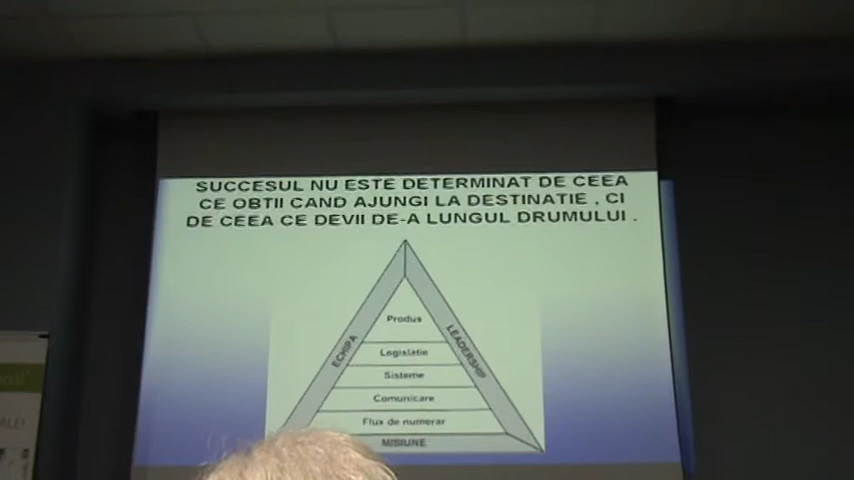 SUCCESUL NU ESTE DETERMINAT DE CEEA
CE OBTII CAND AJUNGI LA DESTINATIE , CI
DE CEEA CE DEVII DE-A LUNGUL DRUMULUI .
Produs
Legislatie
Sisteme
Comunicare
Flux de numerar
MISIUNE
ECHIPA
LEADERSHIP